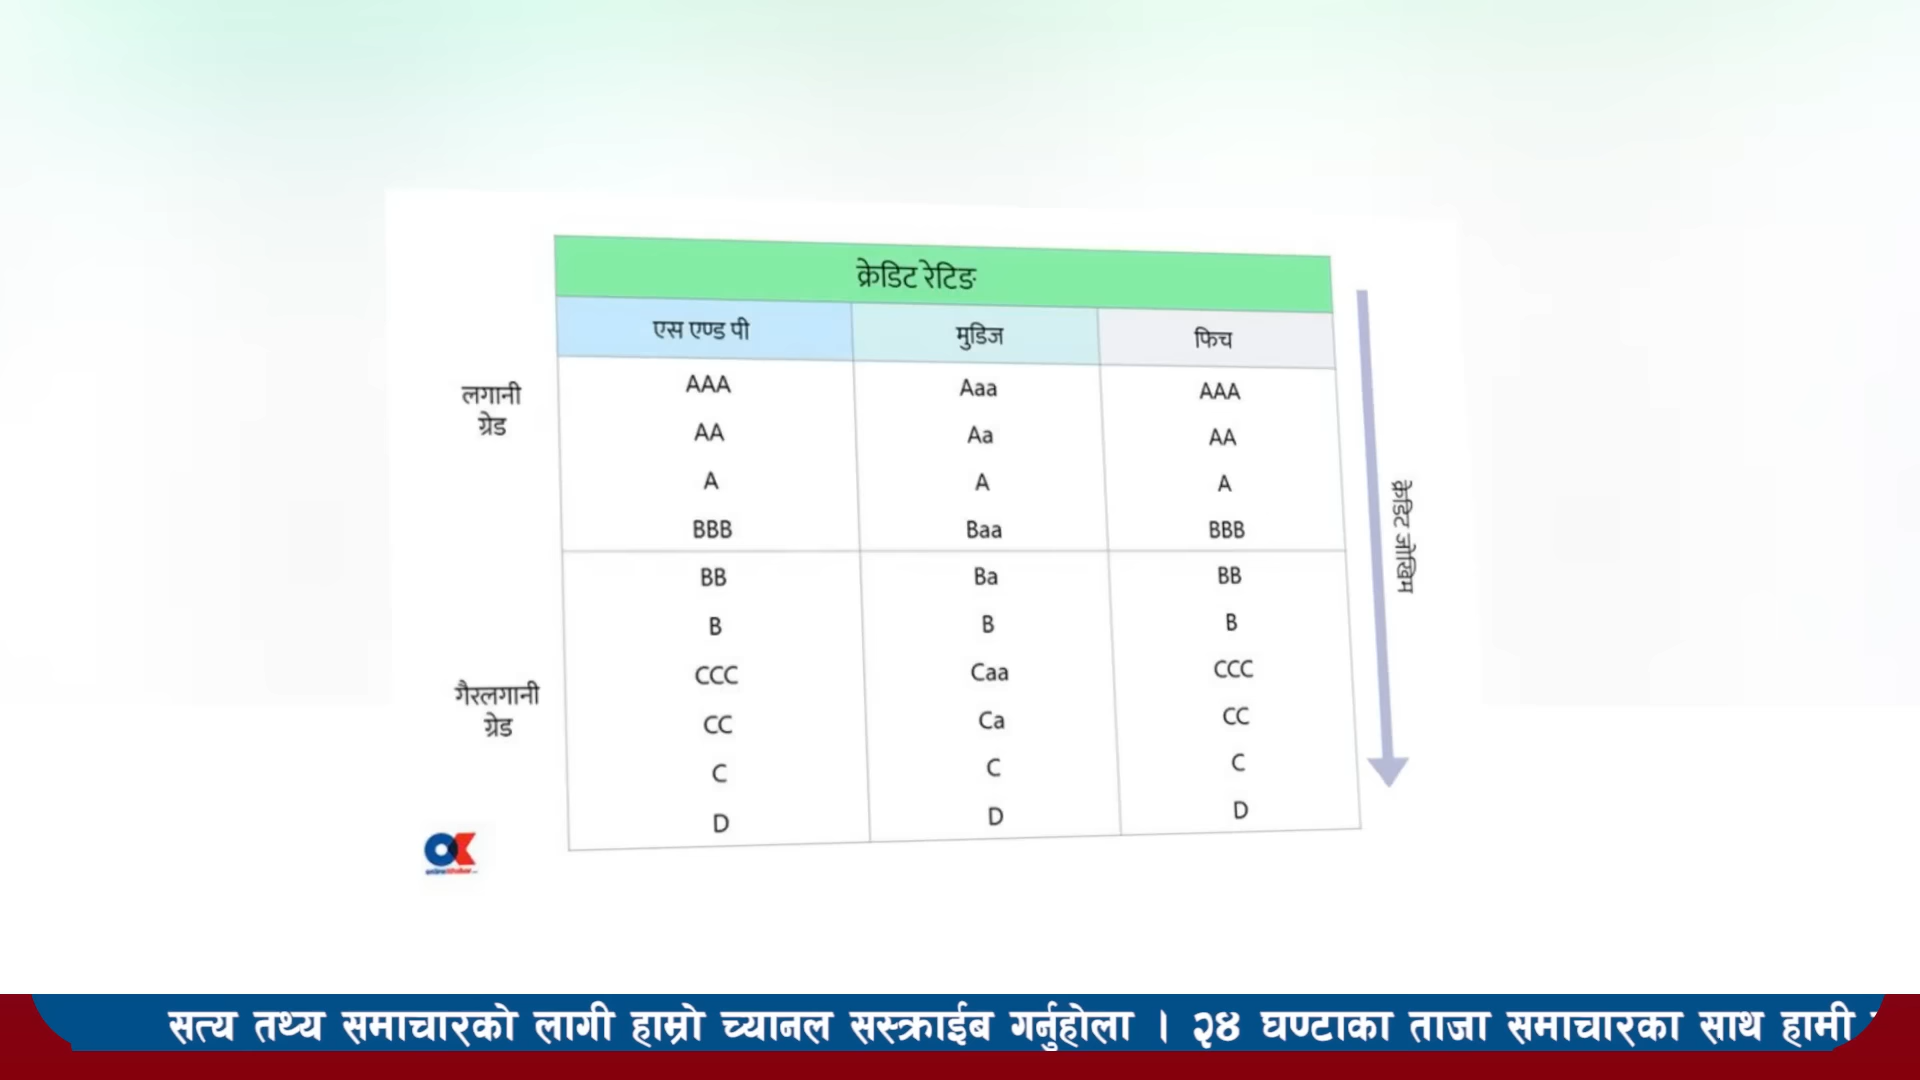 क्रेडिट रेटिङ
एस एण्ड पी मुडिज फिच
लगानी
ग्रेड
AAA Aaa AAA
AA Aa AA
A A A
BBB Baa BBB
BB Ba BB
B B B
CCC Caa CCC
CC Ca CC
C C C
D D D
गैरलगानी
ग्रेड
क्रेडिट जोखिम
OK
सत्य तथ्य समाचारको लागी हाम्रो च्यानल सस्क्राईब गर्नुहोला । २४ घण्टाका ताजा समाचारका साथ हामी